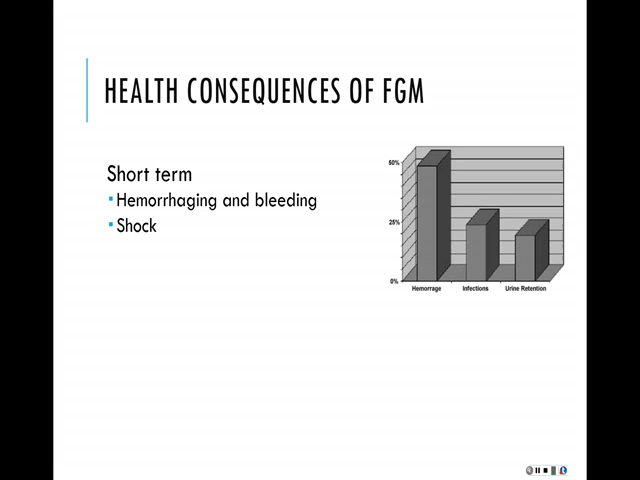 HEALTH CONSEQUENCES OF FGM
Short term
Hemorrhaging and bleeding
Shock
50%
25%
0%
Hemorrage Infections Urine Retention